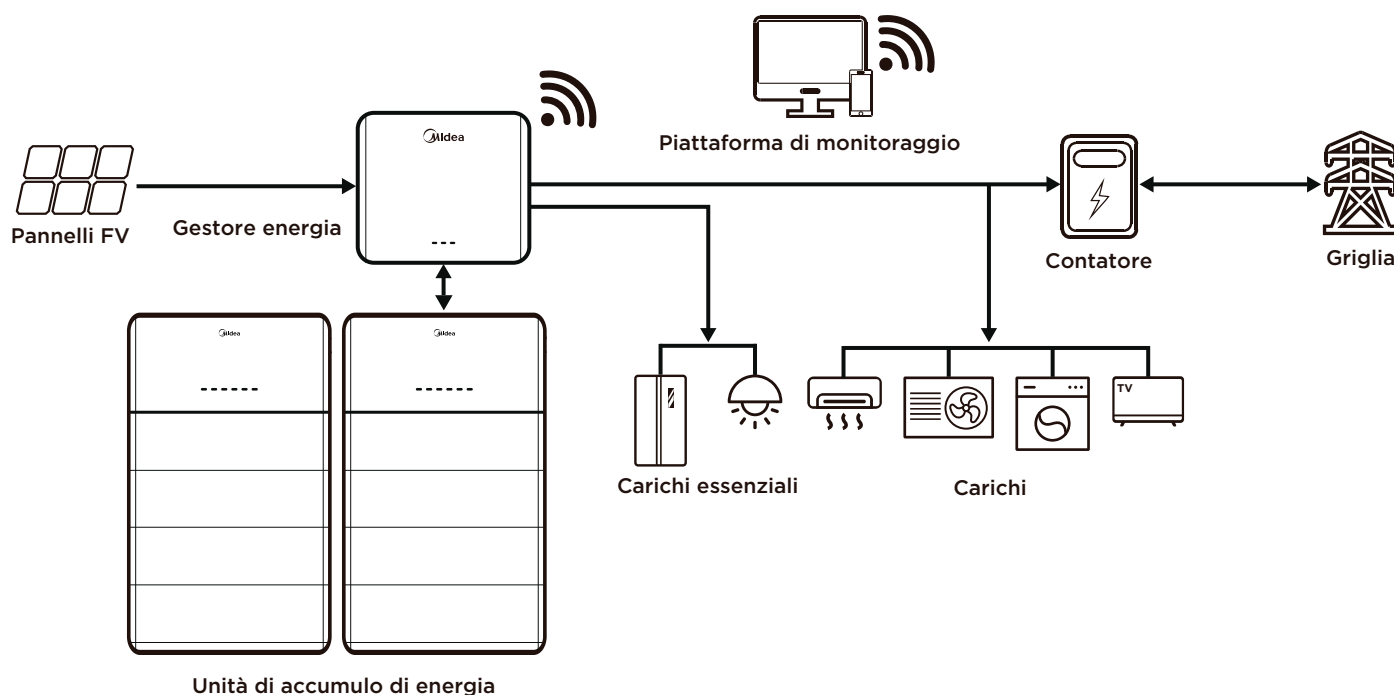 Midea
Piattaforma di monitoraggio
Pannelli FV
Gestore energia
Contatore
Griglia
Midea
Midea
TV
Carichi essenziali
Carichi
Unità di accumulo di energia